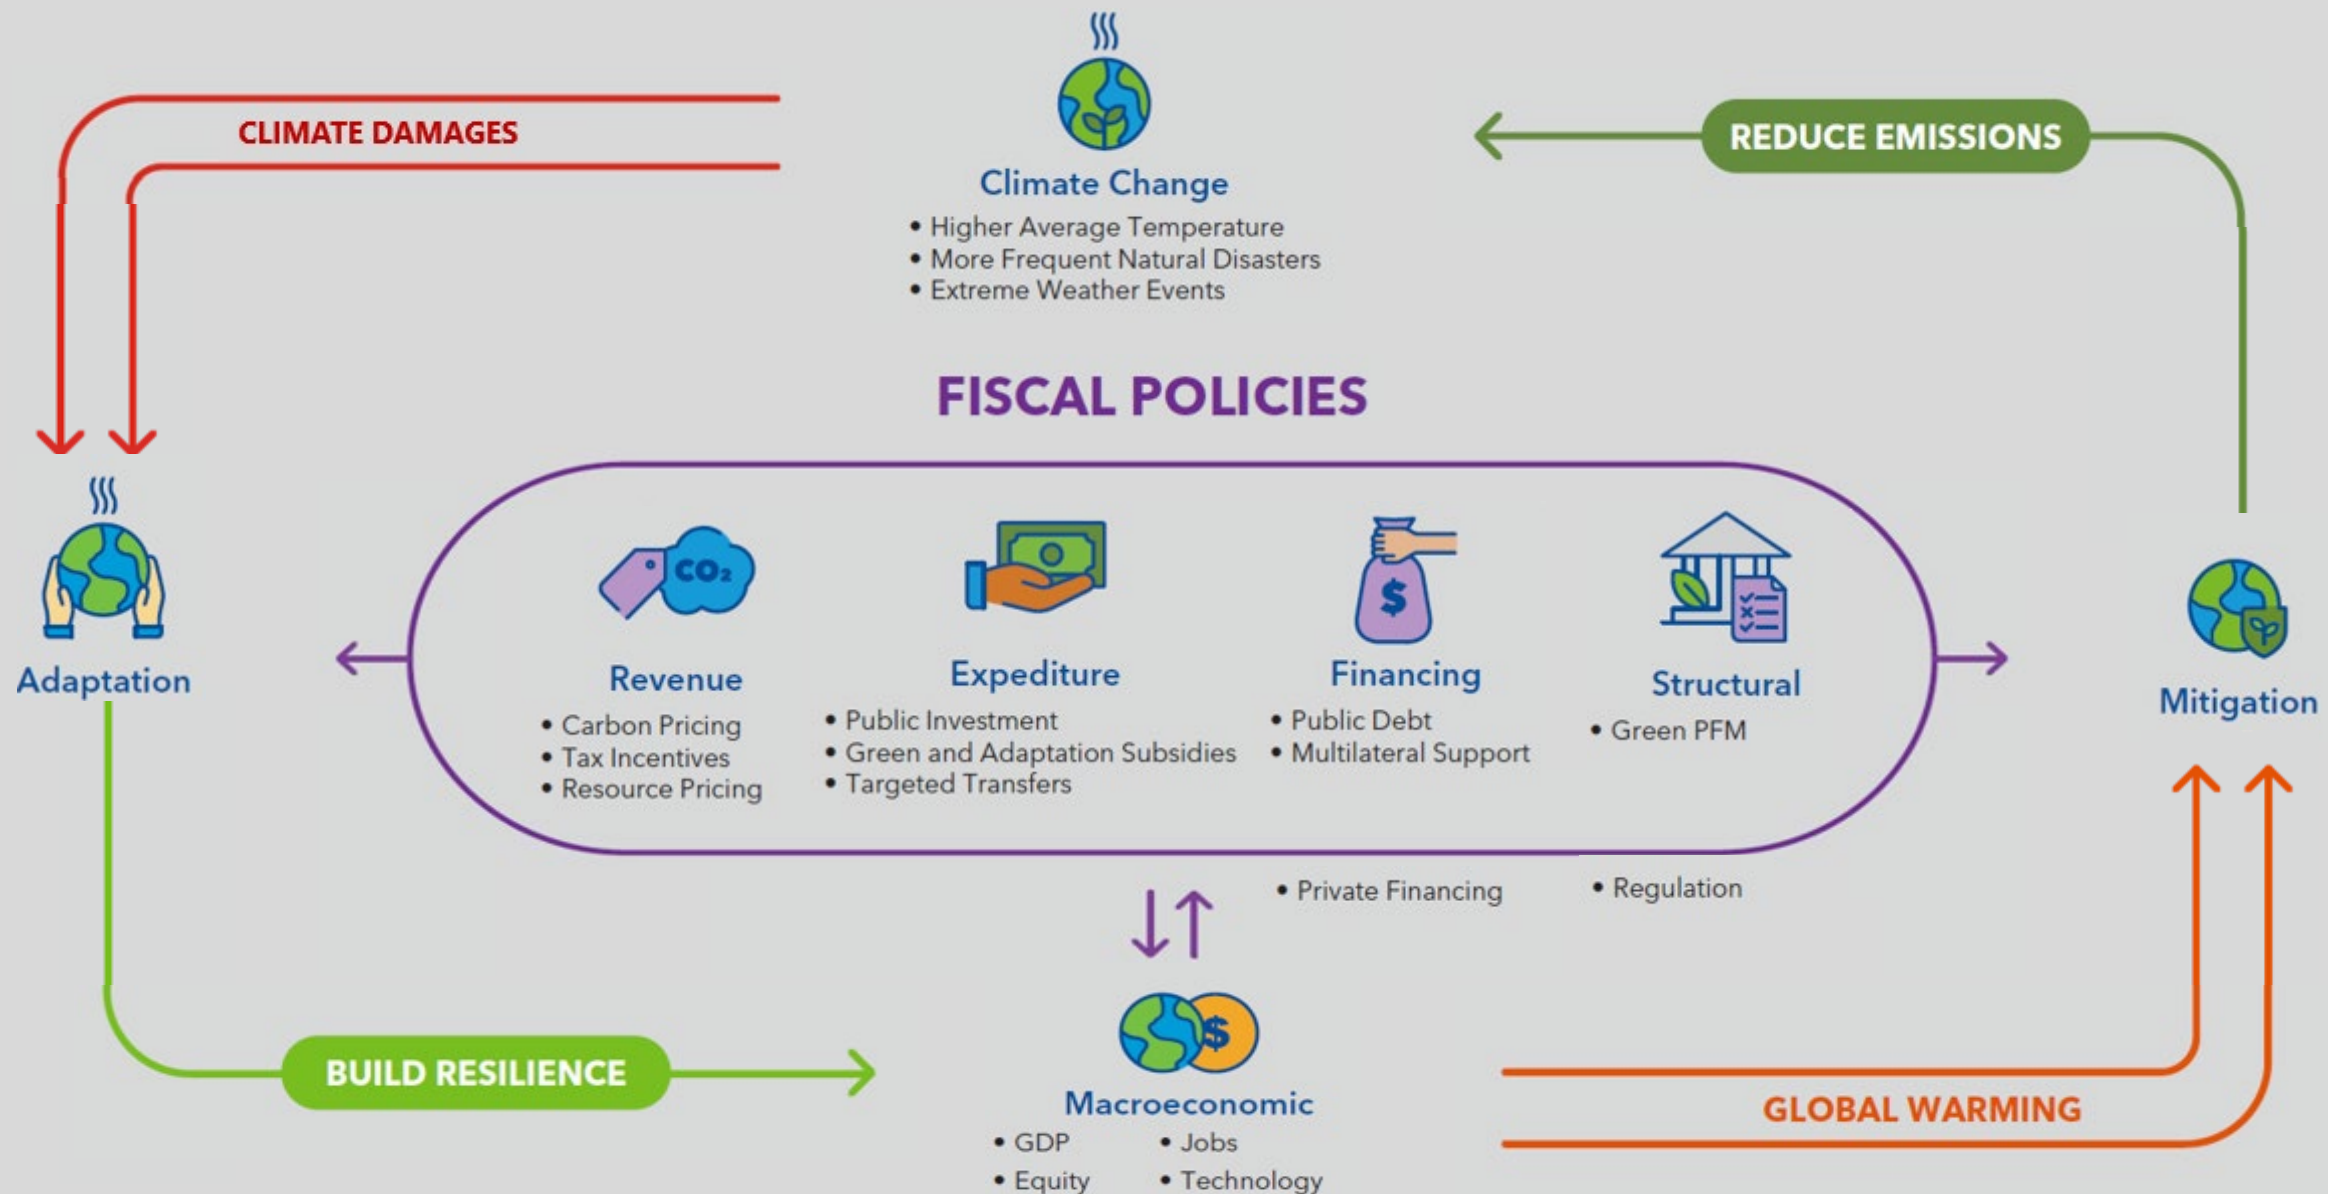 CLIMATE DAMAGES
Climate Change
• Higher Average Temperature
• More Frequent Natural Disasters
• Extreme Weather Events
REDUCE EMISSIONS
FISCAL POLICIES
Adaptation
CO₂
Revenue
• Carbon Pricing
• Tax Incentives
• Resource Pricing
Expediture
• Public Investment
• Green and Adaptation Subsidies
• Targeted Transfers
$
Financing
• Public Debt
• Multilateral Support
Structural
• Green PFM
Mitigation
• Private Financing
• Regulation
BUILD RESILIENCE
$
Macroeconomic
• GDP
• Jobs
• Equity
• Technology
GLOBAL WARMING